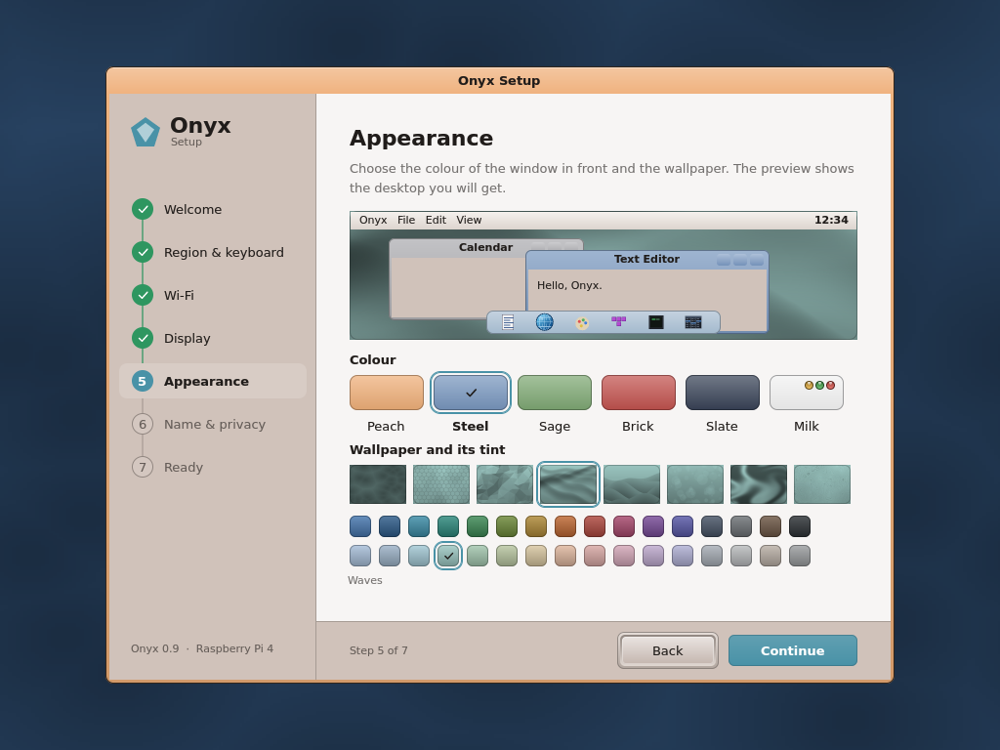 Onyx Setup
Onyx
Setup
Welcome
Region & keyboard
Wi-Fi
Display
5 Appearance
6 Name & privacy
7 Ready
Onyx 0.9 · Raspberry Pi 4
Appearance
Choose the colour of the window in front and the wallpaper. The preview shows
the desktop you will get.
Onyx File Edit View 12:34
Calendar
Text Editor
Hello, Onyx.
Colour
Peach Steel Sage Brick Slate Milk
Wallpaper and its tint
Waves
Step 5 of 7
Back
Continue